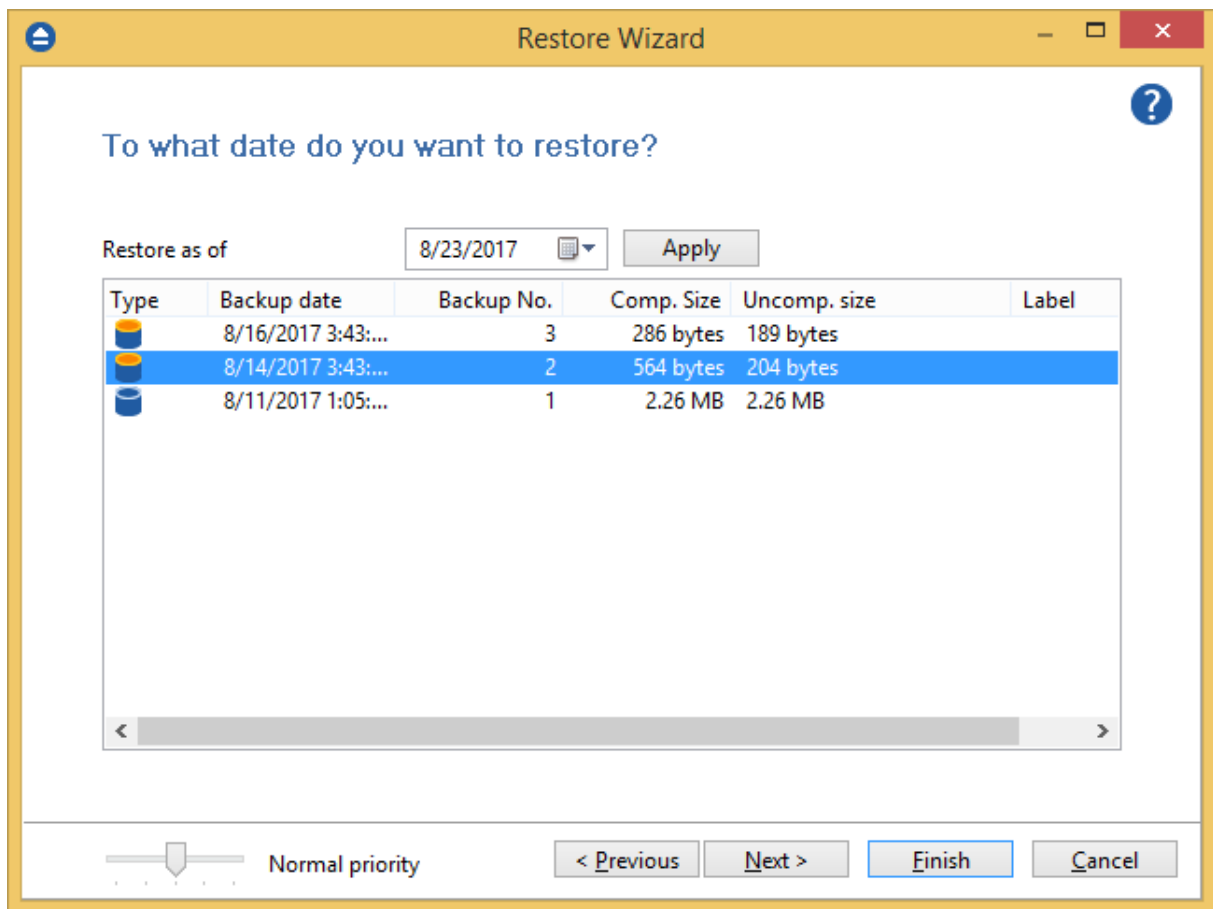 Restore Wizard
?
To what date do you want to restore?
Restore as of 8/23/2017 Apply
Type Backup date Backup No. Comp. Size Uncomp. size Label
8/16/2017 3:43:... 3 286 bytes 189 bytes
8/14/2017 3:43:... 2 564 bytes 204 bytes
8/11/2017 1:05:... 1 2.26 MB 2.26 MB
Normal priority < Previous Next > Finish Cancel